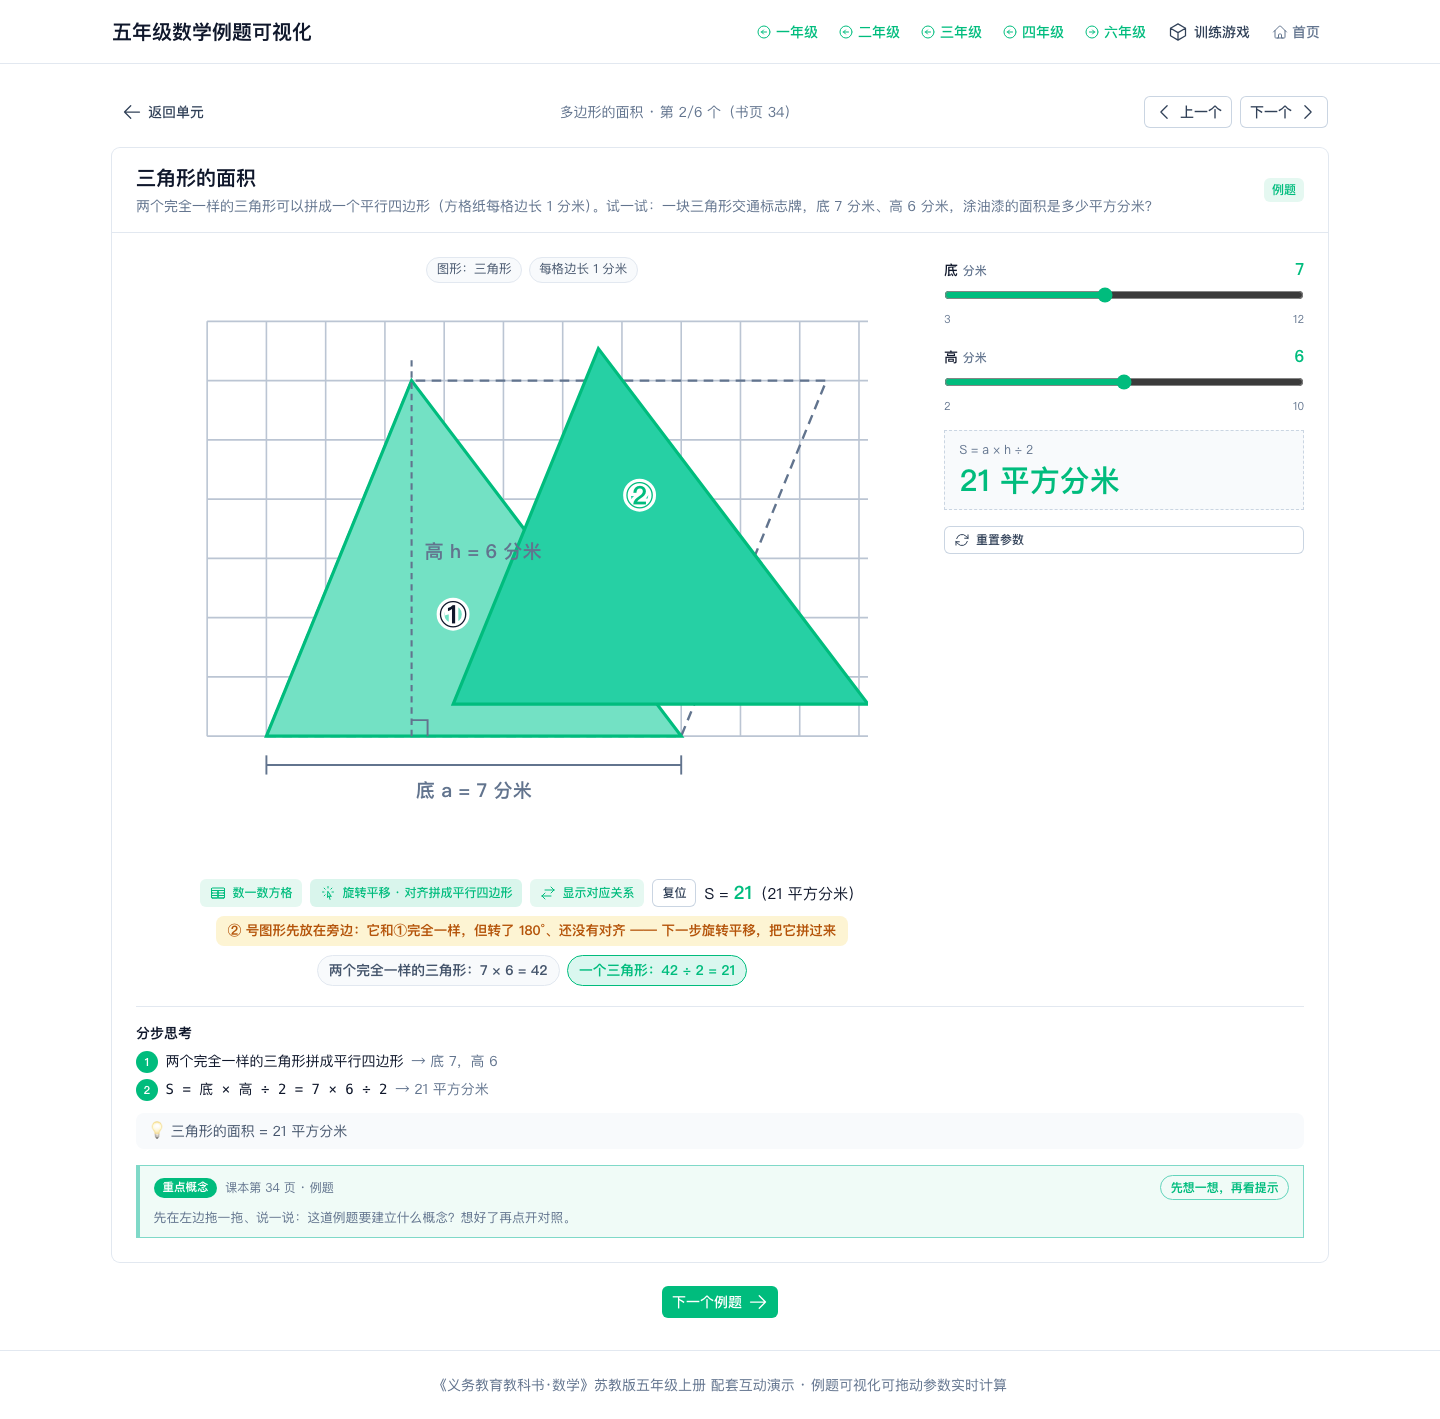 五年级数学例题可视化
一年级 二年级 三年级 四年级 六年级 训练游戏 首页
返回单元
多边形的面积 · 第 2/6 个（书页 34）
上一个 下一个
三角形的面积
两个完全一样的三角形可以拼成一个平行四边形（方格纸每格边长 1 分米）。试一试：一块三角形交通标志牌，底 7 分米、高 6 分米，涂油漆的面积是多少平方分米？
例题
图形：三角形 每格边长 1 分米
②
高 h = 6 分米
①
底 a = 7 分米
底 分米 7
3 12
高 分米 6
2 10
S = a × h ÷ 2
21 平方分米
重置参数
数一数方格 旋转平移 · 对齐拼成平行四边形 显示对应关系 复位 S = 21（21 平方分米）
② 号图形先放在旁边：它和①完全一样，但转了 180°、还没有对齐 —— 下一步旋转平移，把它拼过来
两个完全一样的三角形：7 × 6 = 42 一个三角形：42 ÷ 2 = 21
分步思考
1 两个完全一样的三角形拼成平行四边形 → 底 7，高 6
2 S = 底 × 高 ÷ 2 = 7 × 6 ÷ 2 → 21 平方分米
三角形的面积 = 21 平方分米
重点概念 课本第 34 页 · 例题
先想一想，再看提示
先在左边拖一拖、说一说：这道例题要建立什么概念？想好了再点开对照。
下一个例题
《义务教育教科书·数学》苏教版五年级上册 配套互动演示 · 例题可视化可拖动参数实时计算